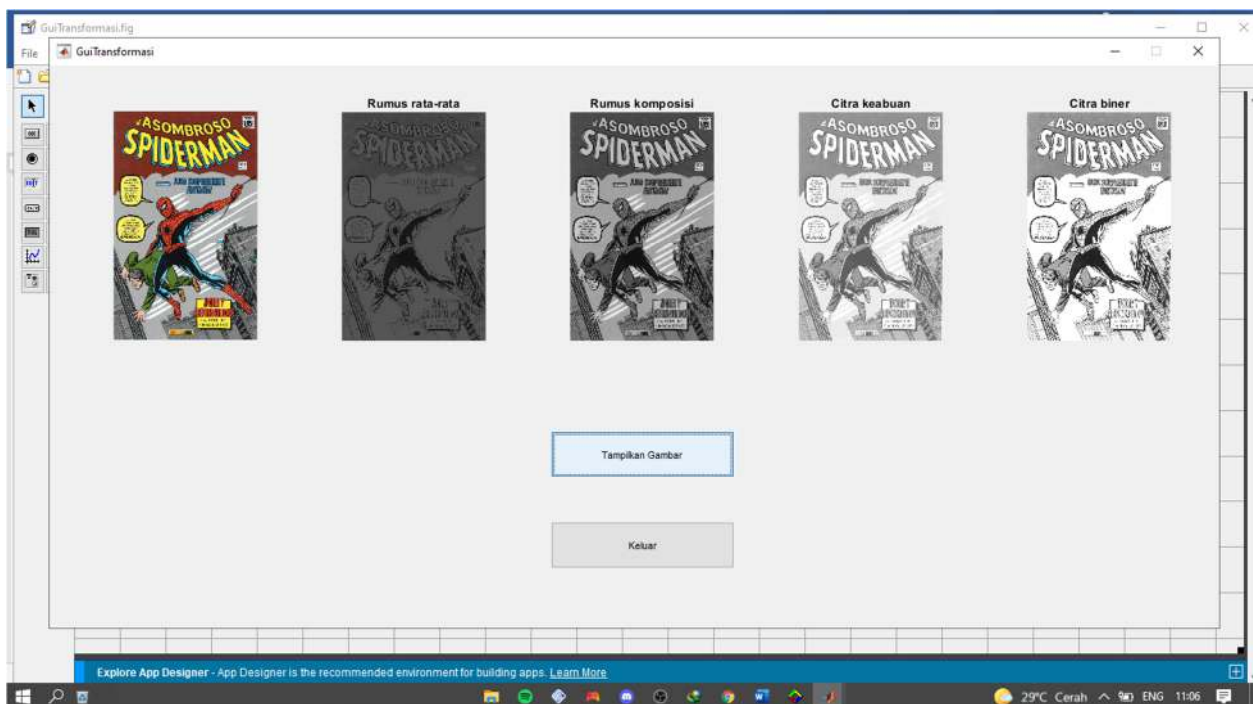 GuiTransformasi.fig
File
GuiTransformasi
Rumus rata-rata
Rumus komposisi
Citra keabuan
Citra biner
ASOMBROSO
SPIDERMAN
ASOMBROSO
SPIDERMAN
ASOMBROSO
SPIDERMAN
ASOMBROSO
SPIDERMAN
ASOMBROSO
SPIDERMAN
Tampilkan Gambar
Keluar
Explore App Designer - App Designer is the recommended environment for building apps. Learn More
29°C Cerah
ENG
11:06